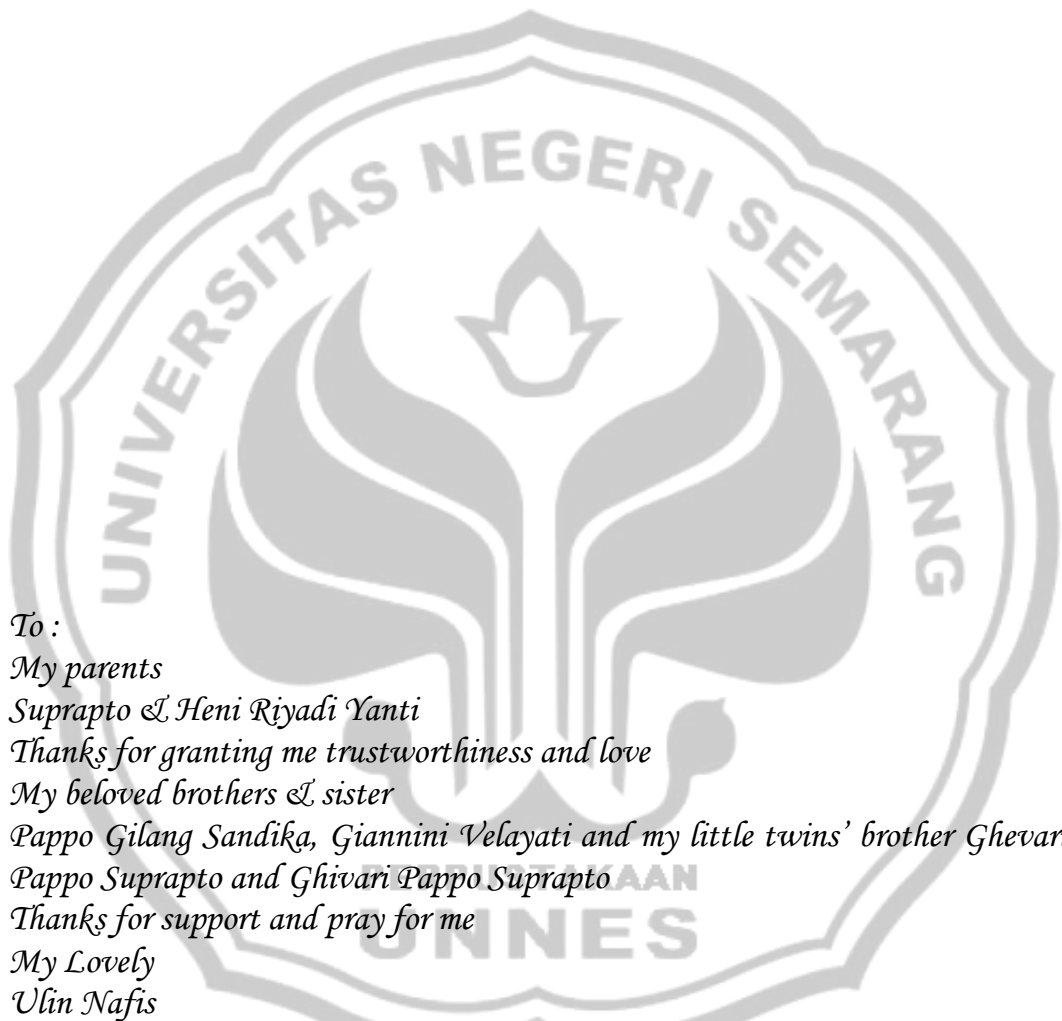 UNIVERSITAS NEGERI SEMARANG
To :
My parents
Suprapto & Heni Riyadi Yanti
Thanks for granting me trustworthiness and love
My beloved brothers & sister
Pappo Gilang Sandika, Giannini Velayati and my little twins’ brother Ghevari
Pappo Suprapto and Ghivari Pappo Suprapto
PERPUSTAKAAN
Thanks for support and pray for me
UNNES
My Lovely
Ulin Nafis